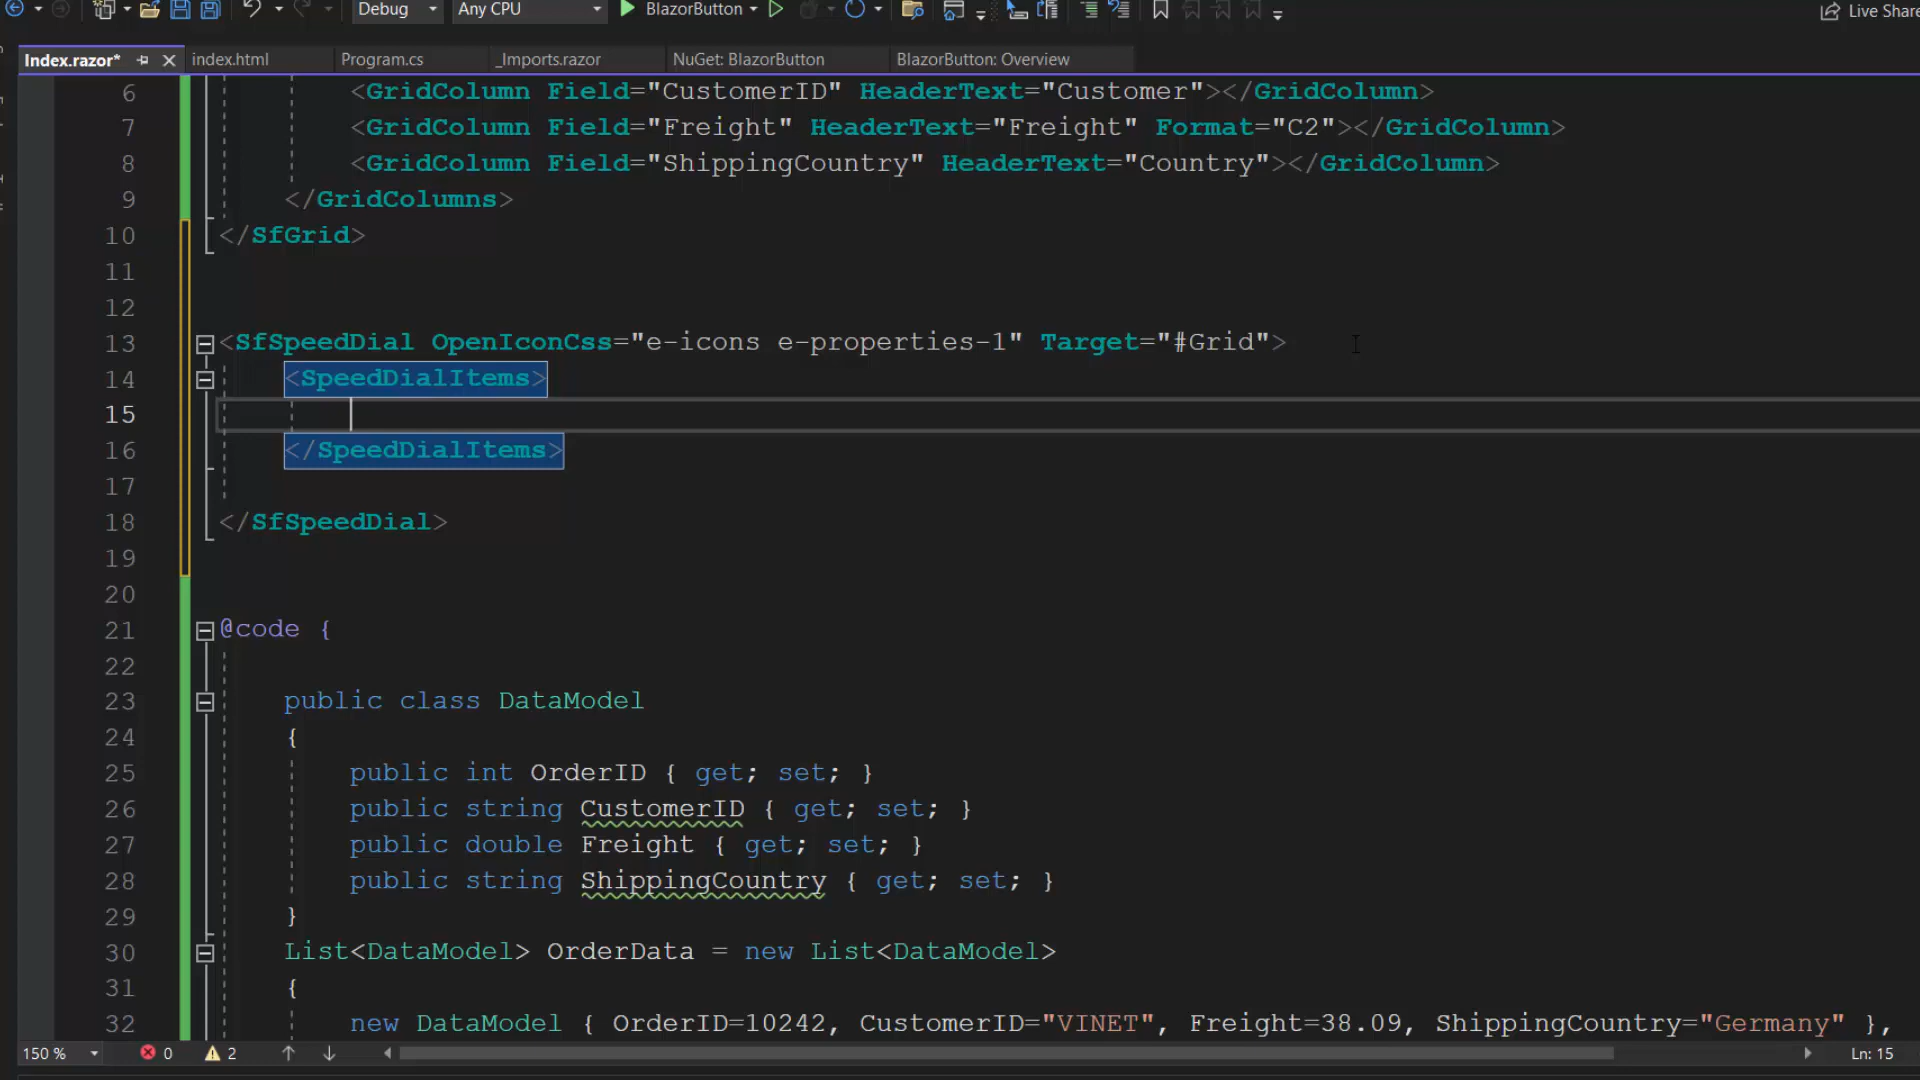 Debug Any CPU BlazorButton Live Share
Index.razor* index.html Program.cs _Imports.razor NuGet: BlazorButton BlazorButton: Overview
6 <GridColumn Field="CustomerID" HeaderText="Customer"></GridColumn>
7 <GridColumn Field="Freight" HeaderText="Freight" Format="C2"></GridColumn>
8 <GridColumn Field="ShippingCountry" HeaderText="Country"></GridColumn>
9 </GridColumns>
10 </SfGrid>
11
12
13 <SfSpeedDial OpenIconCss="e-icons e-properties-1" Target="#Grid">
14 <SpeedDialItems>
15
16 </SpeedDialItems>
17
18 </SfSpeedDial>
19
20
21 @code {
22
23 public class DataModel
24 {
25 public int OrderID { get; set; }
26 public string CustomerID { get; set; }
27 public double Freight { get; set; }
28 public string ShippingCountry { get; set; }
29 }
30 List<DataModel> OrderData = new List<DataModel>
31 {
32 new DataModel { OrderID=10242, CustomerID="VINET", Freight=38.09, ShippingCountry="Germany" },
150 % 0 2 Ln: 15